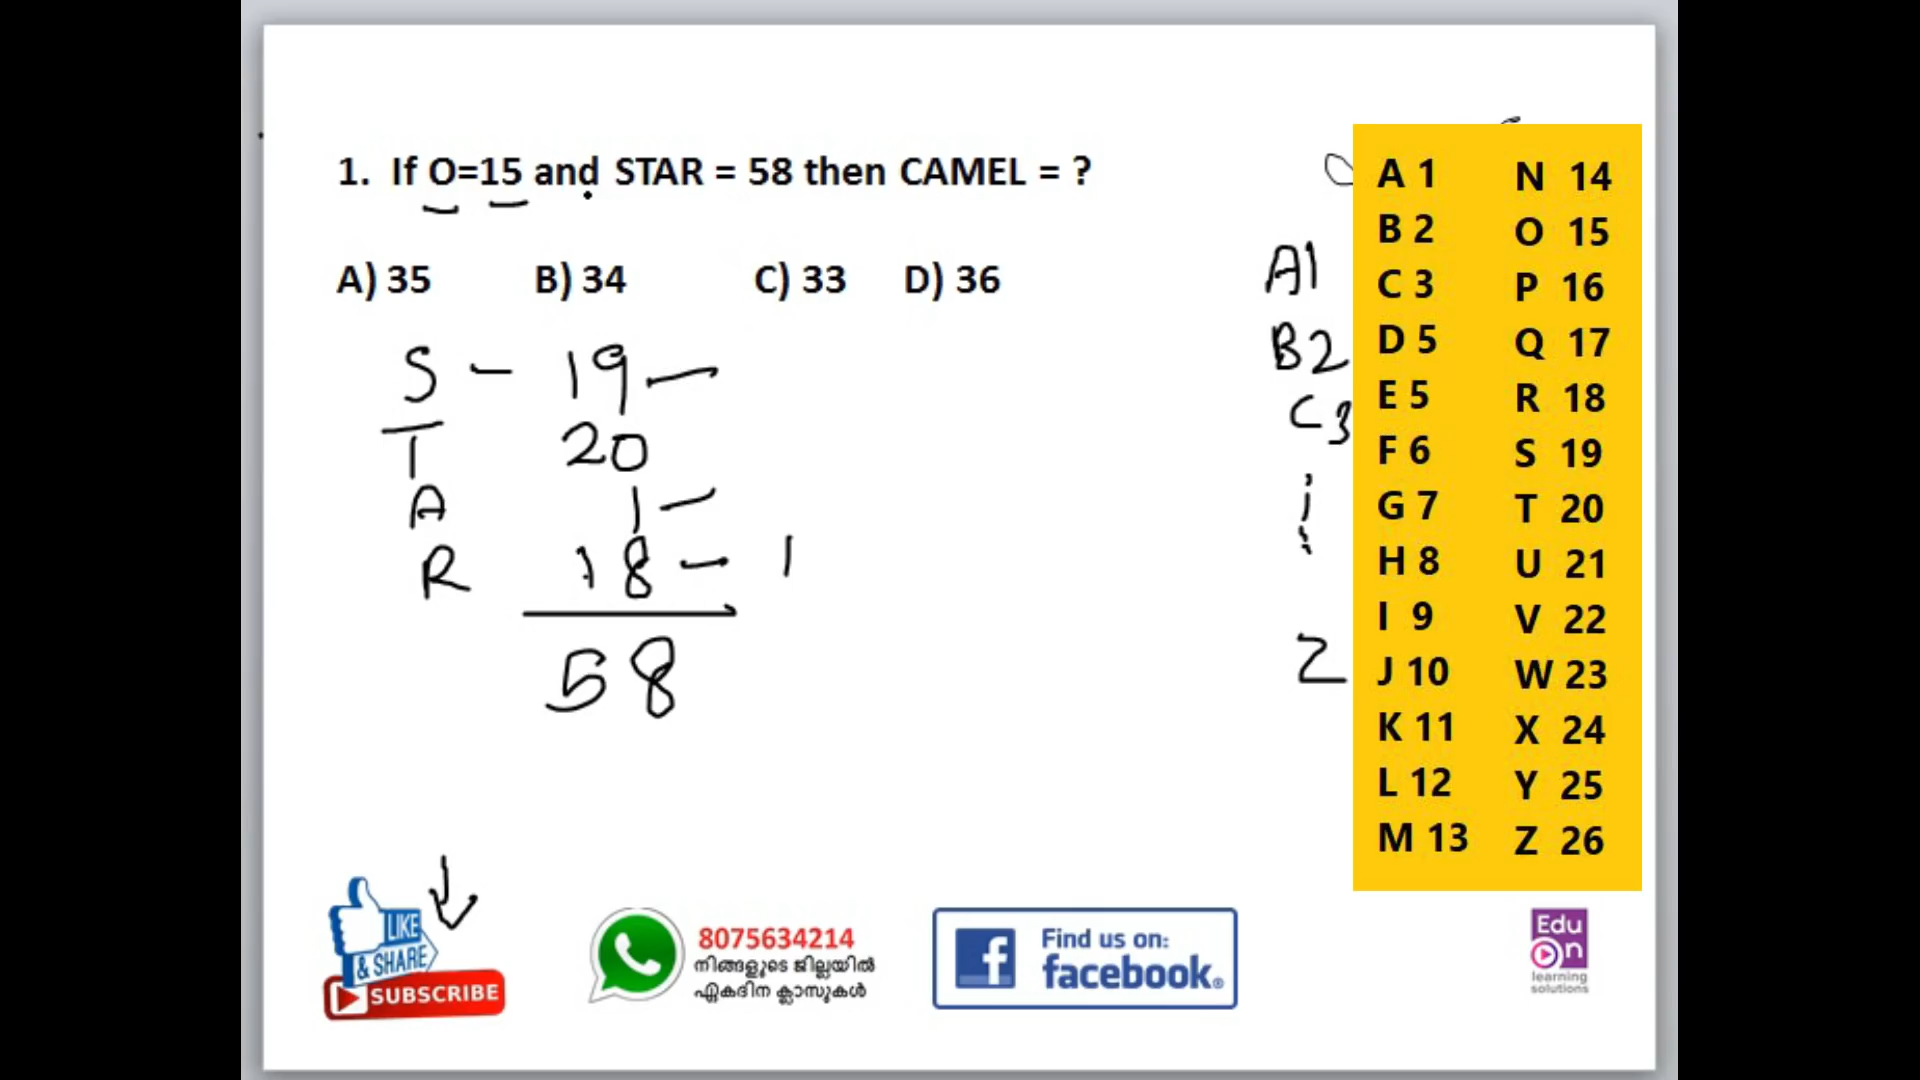 1. If O=15 and STAR = 58 then CAMEL = ?
A) 35 B) 34 C) 33 D) 36
S - 19 -
T 20
A 1 -
R 18 - 1
58
A1
B2
C3
Z
A 1 N 14
B 2 O 15
C 3 P 16
D 5 Q 17
E 5 R 18
F 6 S 19
G 7 T 20
H 8 U 21
I 9 V 22
J 10 W 23
K 11 X 24
L 12 Y 25
M 13 Z 26
LIKE
& SHARE
SUBSCRIBE
8075634214
നിങ്ങളുടെ ജില്ലയിൽ
ഏകദിന ക്ലാസുകൾ
Find us on:
facebook®
Edu
On
learning
solutions